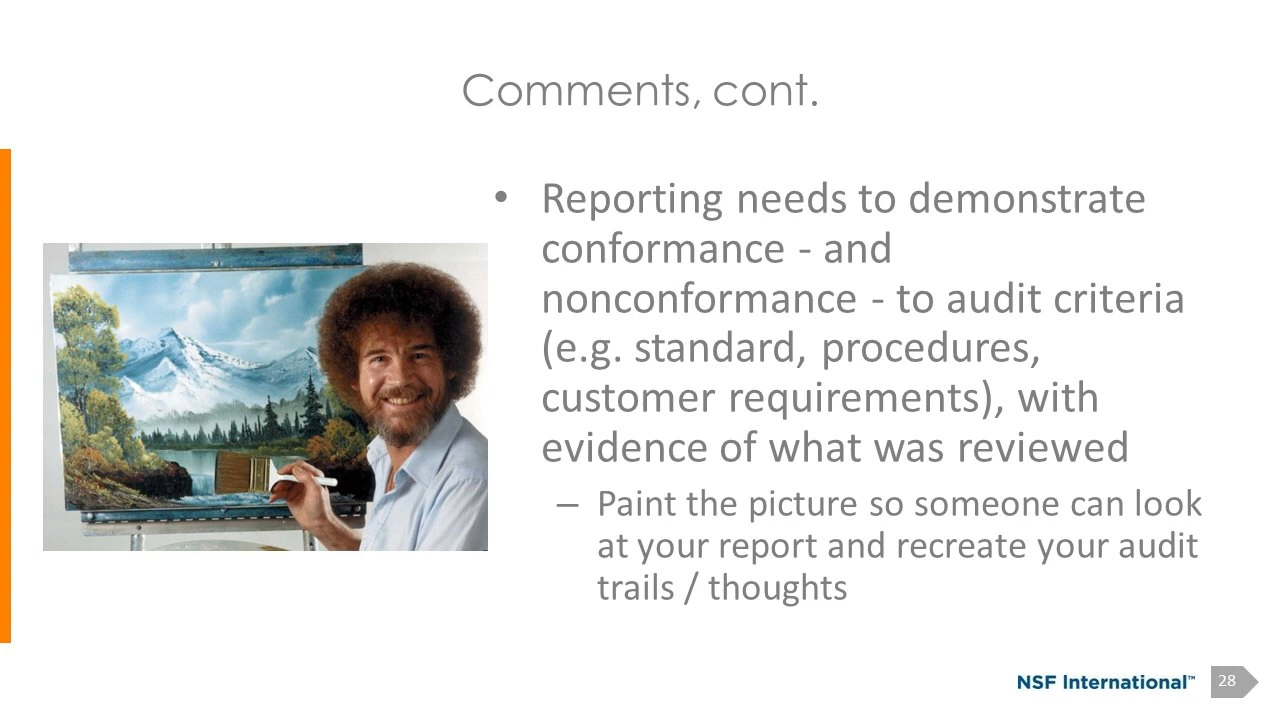 Comments, cont.
• Reporting needs to demonstrate
conformance - and
nonconformance - to audit criteria
(e.g. standard, procedures,
customer requirements), with
evidence of what was reviewed
– Paint the picture so someone can look
at your report and recreate your audit
trails / thoughts
NSF International™
28